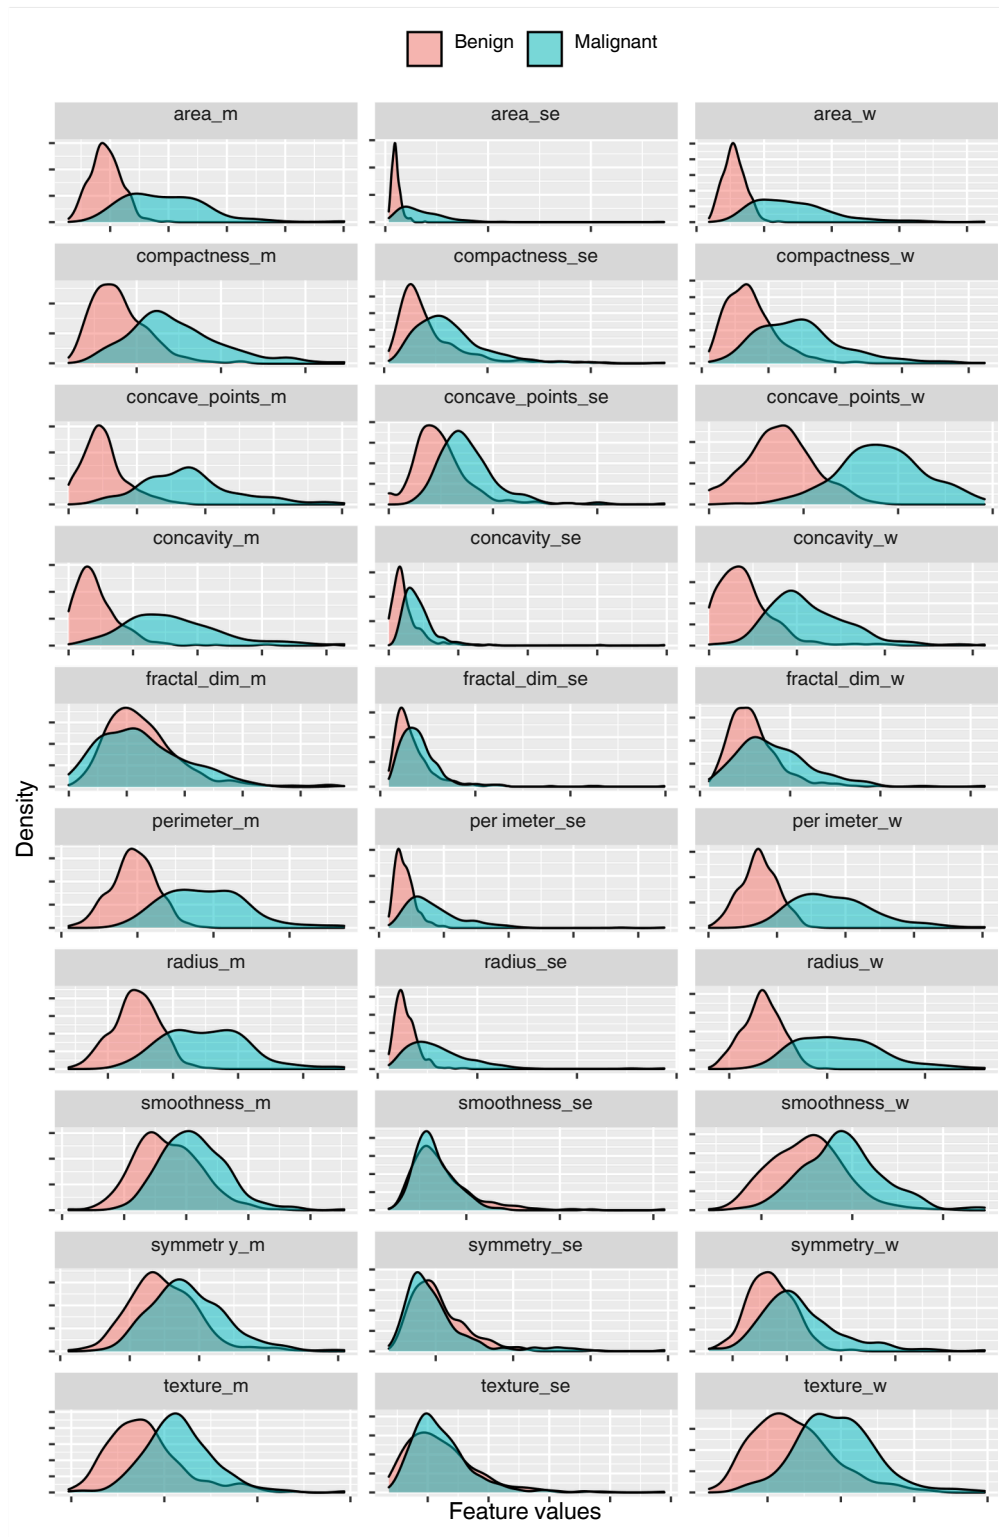 Benign Malignant
area_m area_se area_w
compactness_m compactness_se compactness_w
concave_points_m concave_points_se concave_points_w
concavity_m concavity_se concavity_w
fractal_dim_m fractal_dim_se fractal_dim_w
Density
perimeter_m per imeter_se per imeter_w
radius_m radius_se radius_w
smoothness_m smoothness_se smoothness_w
symmetr y_m symmetry_se symmetry_w
texture_m texture_se texture_w
Feature values